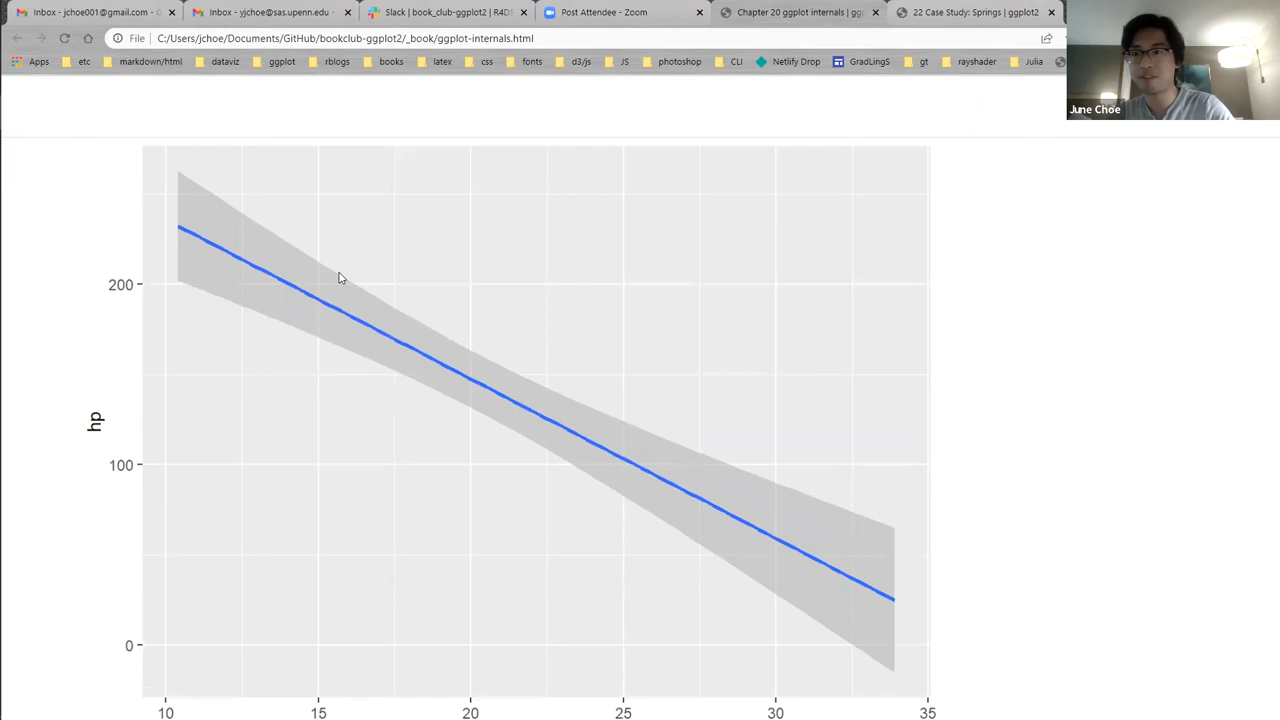 Inbox - jchoe001@gmail.com - G
Inbox - yjchoe@sas.upenn.edu -
Slack | book_club-ggplot2 | R4DS
Post Attendee - Zoom
Chapter 20 ggplot internals | ggp
22 Case Study: Springs | ggplot2
File
C:/Users/jchoe/Documents/GitHub/bookclub-ggplot2/_book/ggplot-internals.html
Apps etc markdown/html dataviz ggplot rblogs books latex css fonts d3/js JS photoshop CLI Netlify Drop GradLingS gt rayshader Julia
June Choe
200
100
0
hp
10 15 20 25 30 35